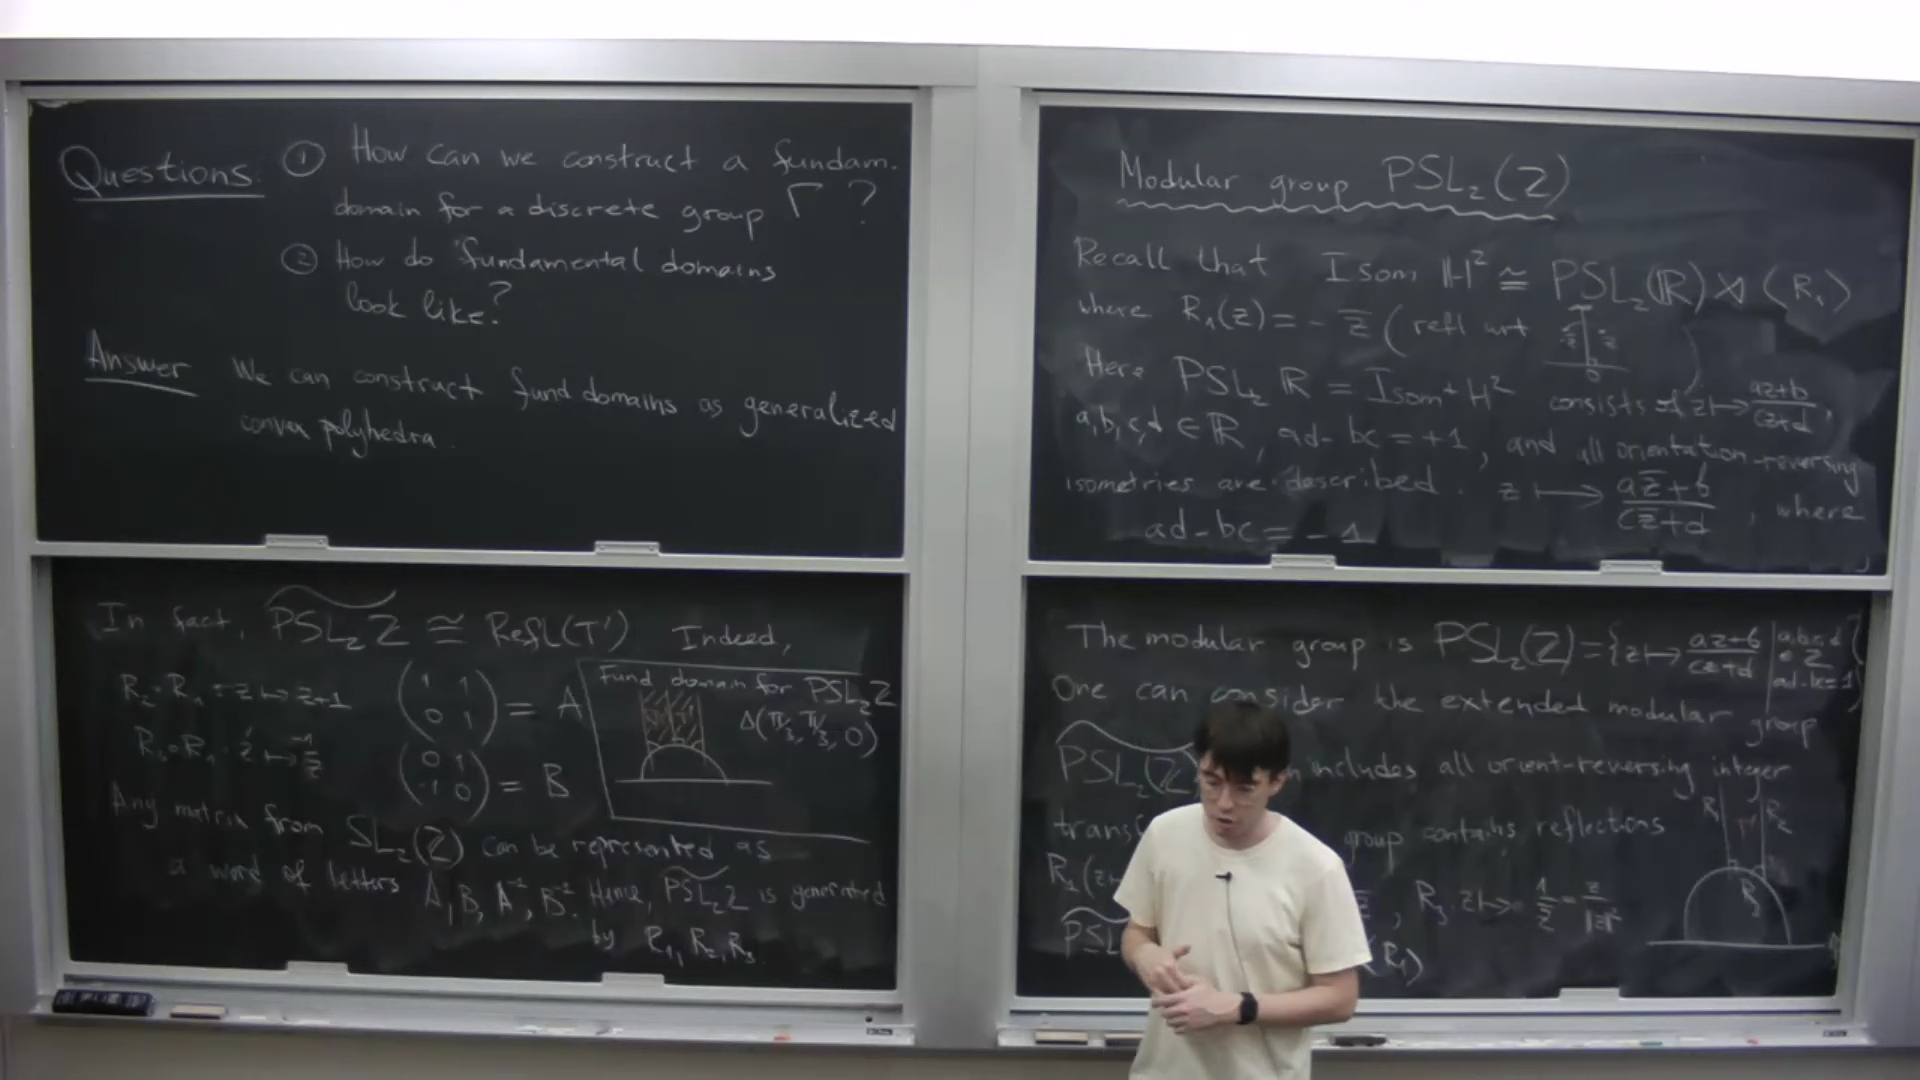 Questions. ① How can we construct a fundam.
domain for a discrete group Γ ?
② How do fundamental domains
look like?
Answer We can construct fund domains as generalized
convex polyhedra.
In fact, PSL₂Z ≅ Refl(T') Indeed,
R₂∘R₁ : z ↦ z+1 (1 1 0 1) = A
(0 1 -1 0) = B
Fund domain for PSL₂Z
Δ(π/3, π/3, 0)
Any matrix from SL₂(Z) can be represented as
a word of letters A, B, A⁻¹, B⁻¹. Hence, PSL₂Z is generated
by R₁, R₂, R₃.
Modular group PSL₂(Z)
Recall that Isom H² ≅ PSL₂(R) ⋊ ⟨R₁⟩
where R₁(z) = - z̄ (refl wrt
0
Here PSL₂ R = Isom⁺ H² consists of z ↦ az+b/cz+d,
a,b,c,d ∈ R, ad-bc = +1, and all orientation-reversing
isometries are described. z ↦ az̄+b/cz̄+d, where
ad-bc = -1
The modular group is PSL₂(Z) = {z ↦ az+b/cz+d | a,b,c,d ∈ Z ad-bc=1}
One can consider the extended modular group
PSL₂(Z) includes all orient-reversing integer
group contains reflections
R₁ R₂
R₃
R₁(z ↦ , R₃: z ↦ 1/z̄ = z/|z|²
PSL ⟨R₁⟩